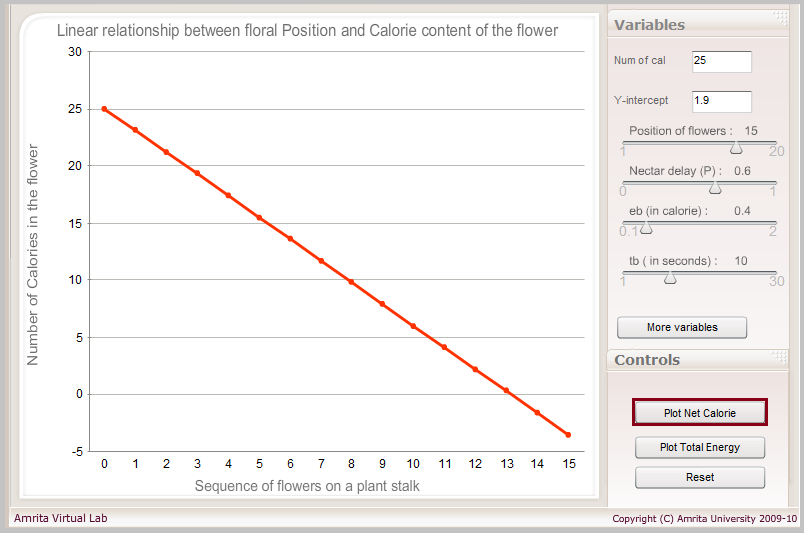 Linear relationship between floral Position and Calorie content of the flower
Number of Calories in the flower
30
25
20
15
10
5
0
-5
0 1 2 3 4 5 6 7 8 9 10 11 12 13 14 15
Sequence of flowers on a plant stalk
Variables
Num of cal 25
Y-intercept 1.9
Position of flowers : 15
1 20
Nectar delay (P) : 0.6
0 1
eb (in calorie) : 0.4
0.1 2
tb ( in seconds) : 10
1 30
More variables
Controls
Plot Net Calorie
Plot Total Energy
Reset
Amrita Virtual Lab
Copyright (C) Amrita University 2009-10